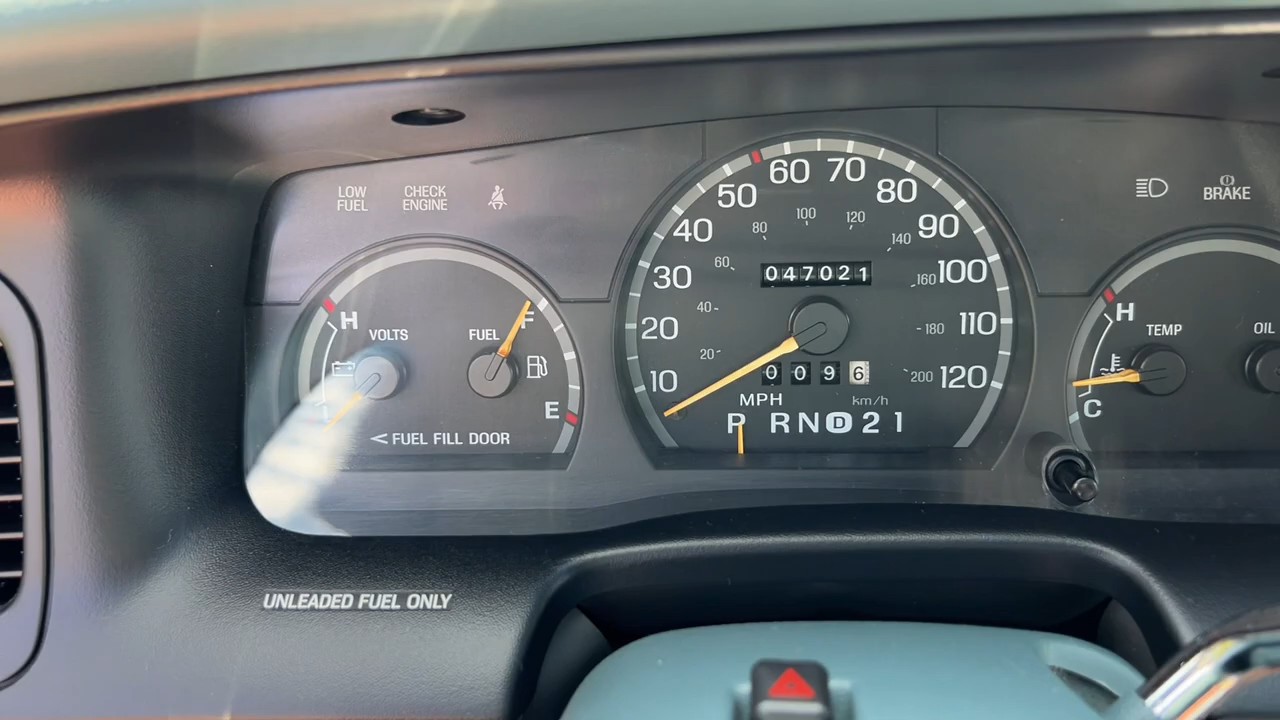 LOW
FUEL
CHECK
ENGINE
BRAKE
H
VOLTS
FUEL
F
E
< FUEL FILL DOOR
10
20
30
40
50
60
70
80
90
100
110
120
20
40
60
80
100
120
140
160
180
200
047021
0096
MPH
km/h
P RND21
H
TEMP
C
OIL
UNLEADED FUEL ONLY